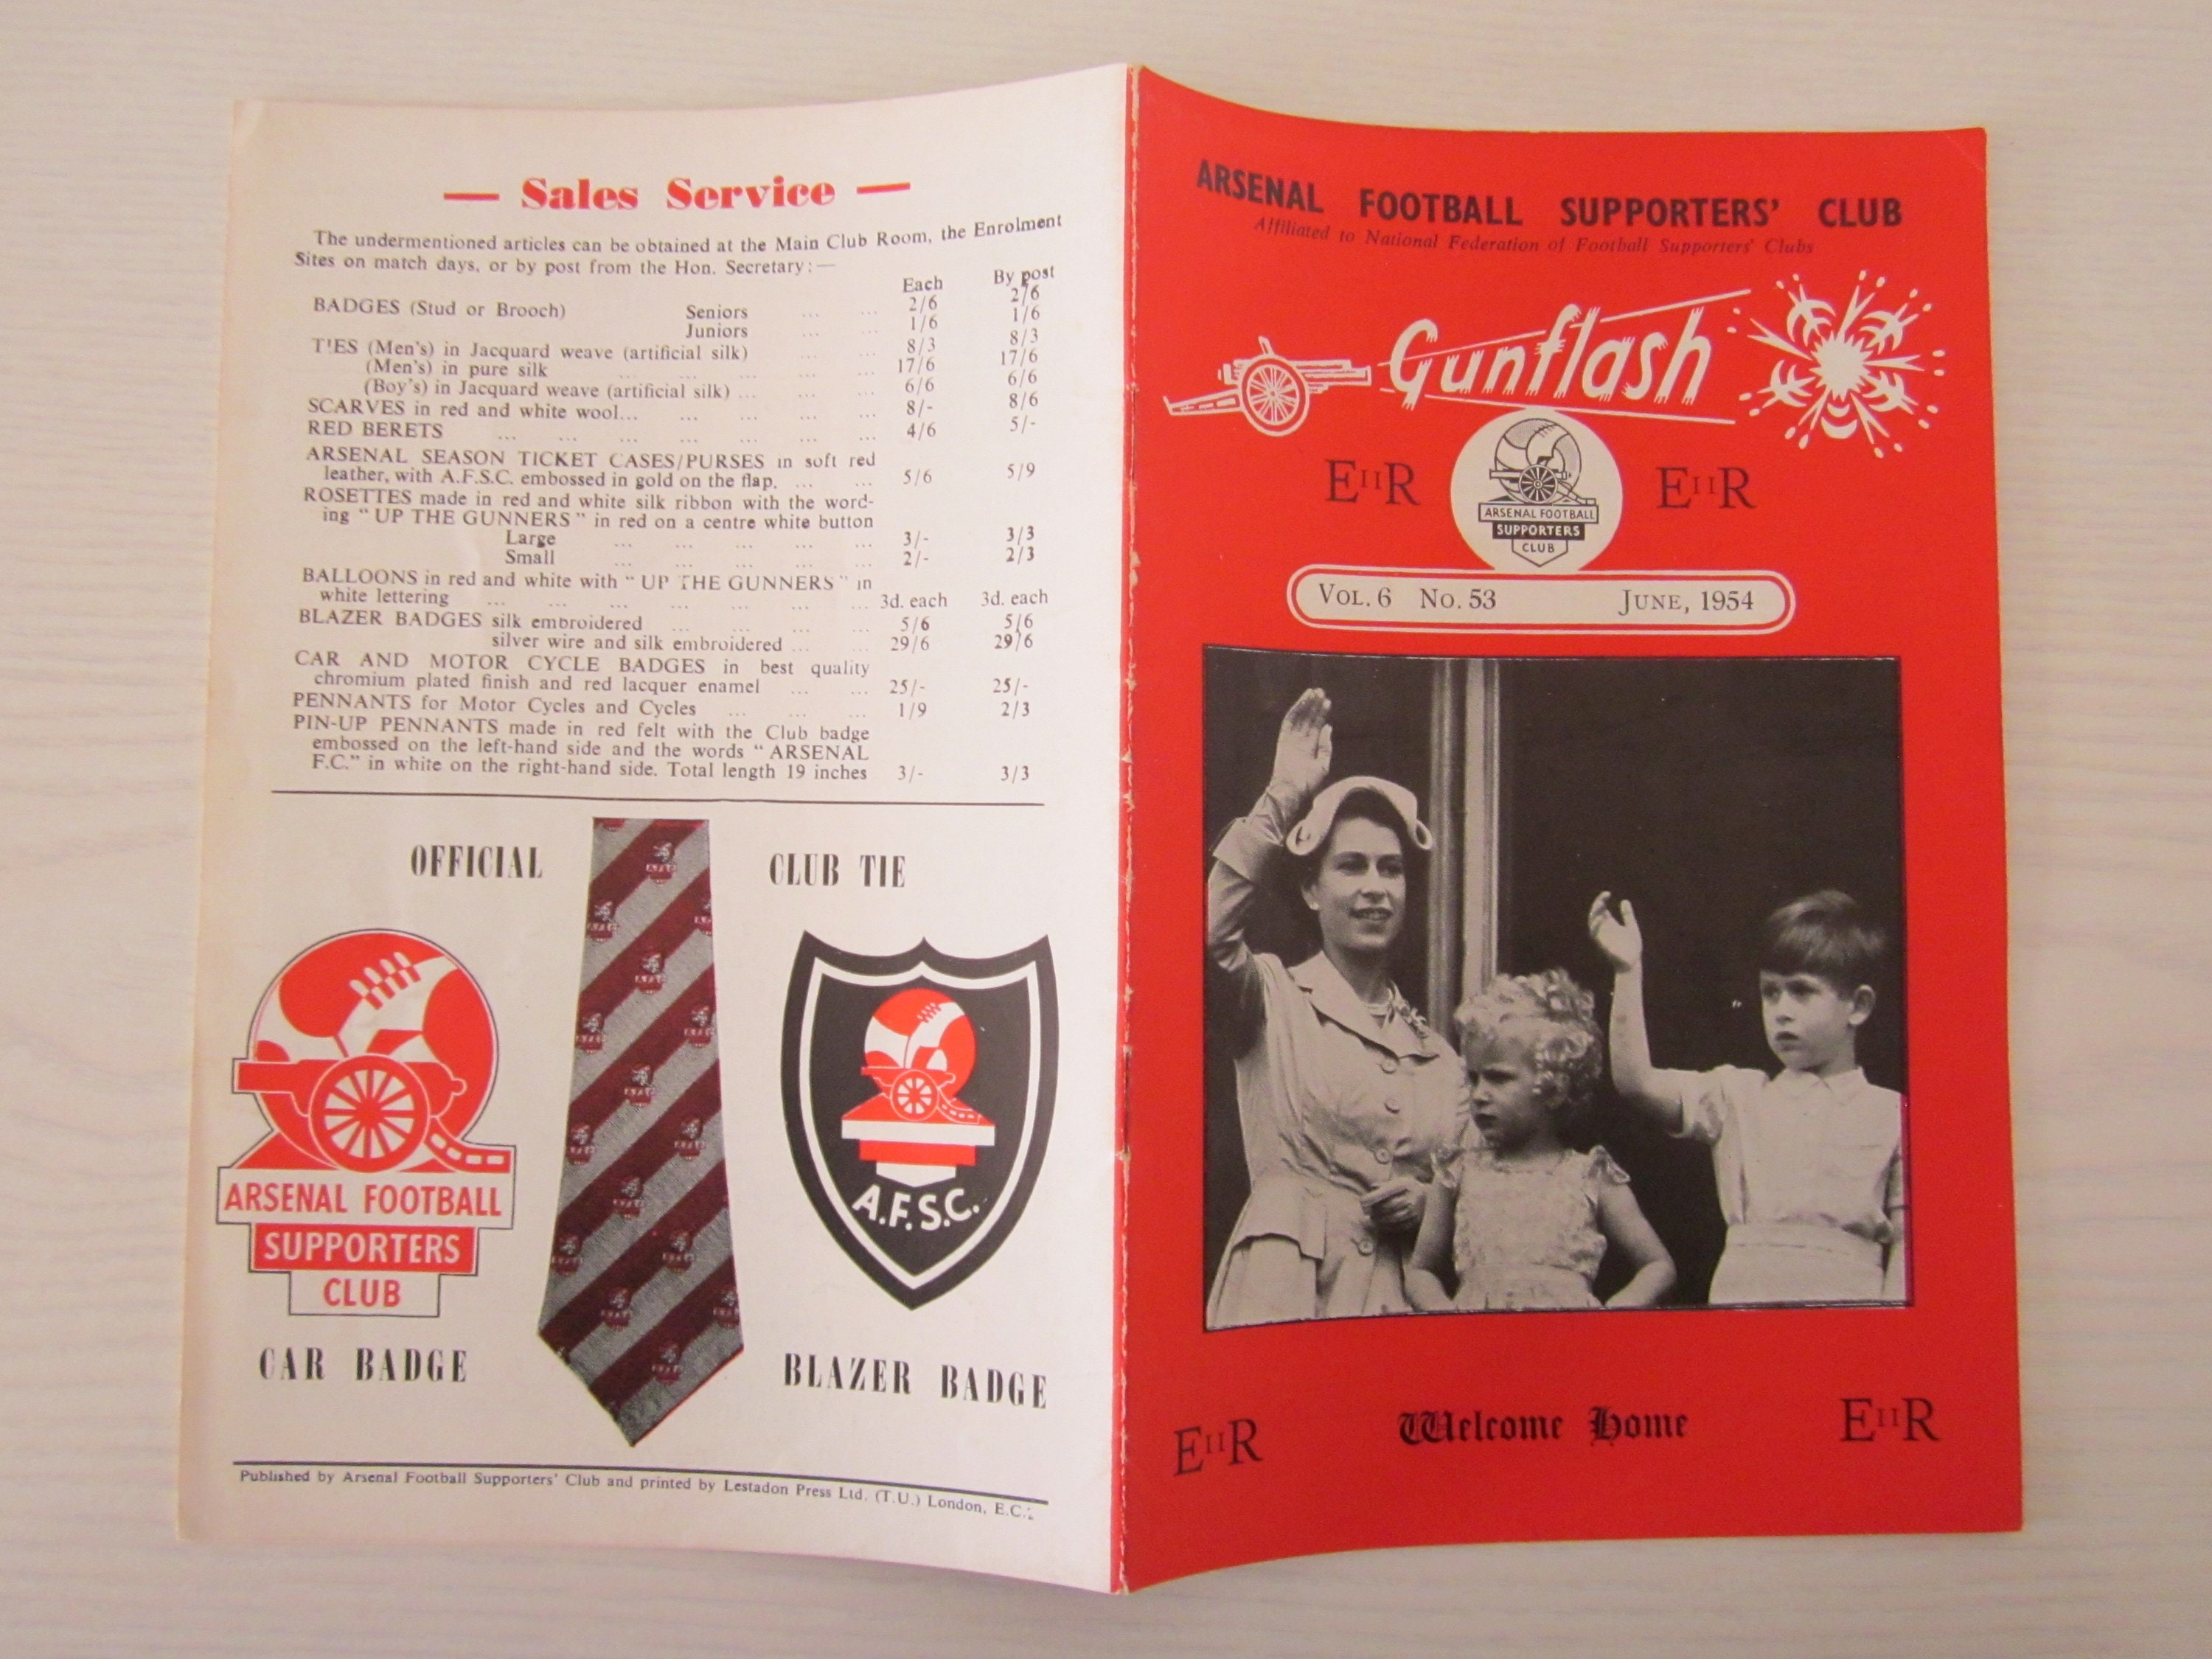 — Sales Service —
The undermentioned articles can be obtained at the Main Club Room, the Enrolment
Sites on match days, or by post from the Hon. Secretary:—
Each By post
BADGES (Stud or Brooch) Seniors ... ... 2/6 2/6
Juniors ... ... 1/6 1/6
TIES (Men's) in Jacquard weave (artificial silk) ... ... 8/3 8/3
(Men's) in pure silk ... ... ... ... ... 17/6 17/6
(Boy's) in Jacquard weave (artificial silk) ... ... ... 6/6 6/6
SCARVES in red and white wool... ... ... ... ... 8/- 8/6
RED BERETS ... ... ... ... ... ... ... 4/6 5/-
ARSENAL SEASON TICKET CASES/PURSES in soft red
leather, with A.F.S.C. embossed in gold on the flap. ... ... 5/6 5/9
ROSETTES made in red and white silk ribbon with the word-
ing "UP THE GUNNERS" in red on a centre white button
Large ... ... ... ... ... 3/- 3/3
Small ... ... ... ... ... 2/- 2/3
BALLOONS in red and white with "UP THE GUNNERS" in
white lettering ... ... ... ... ... ... ... 3d. each 3d. each
BLAZER BADGES silk embroidered ... ... ... ... 5/6 5/6
silver wire and silk embroidered ... ... 29/6 29/6
CAR AND MOTOR CYCLE BADGES in best quality
chromium plated finish and red lacquer enamel ... ... 25/- 25/-
PENNANTS for Motor Cycles and Cycles ... ... ... 1/9 2/3
PIN-UP PENNANTS made in red felt with the Club badge
embossed on the left-hand side and the words "ARSENAL
F.C." in white on the right-hand side. Total length 19 inches 3/- 3/3
OFFICIAL CLUB TIE
ARSENAL FOOTBALL
SUPPORTERS
CLUB
A.F.S.C.
CAR BADGE
BLAZER BADGE
Published by Arsenal Football Supporters' Club and printed by Lestadon Press Ltd. (T.U.) London, E.C.
ARSENAL FOOTBALL SUPPORTERS' CLUB
Affiliated to National Federation of Football Supporters' Clubs
Gunflash
EIIR EIIR
ARSENAL FOOTBALL
SUPPORTERS
CLUB
VOL. 6 NO. 53 JUNE, 1954
EIIR Welcome Home EIIR